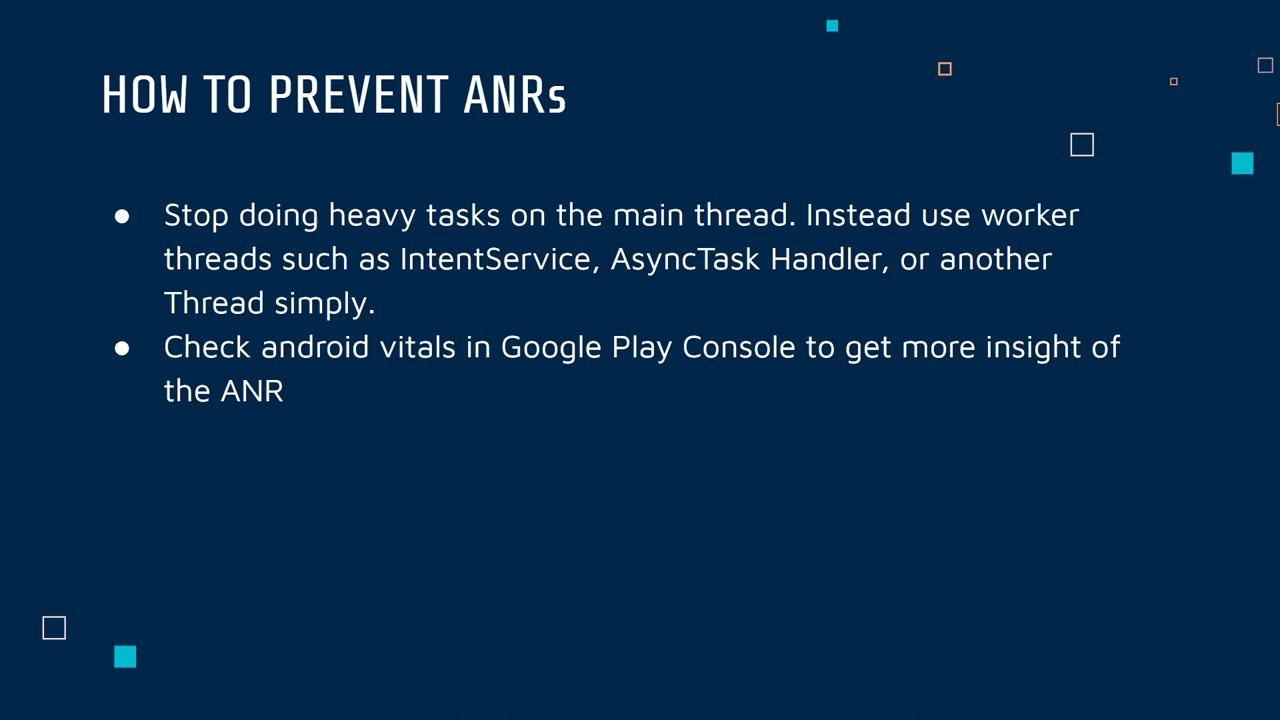 HOW TO PREVENT ANRs
● Stop doing heavy tasks on the main thread. Instead use worker
threads such as IntentService, AsyncTask Handler, or another
Thread simply.
● Check android vitals in Google Play Console to get more insight of
the ANR